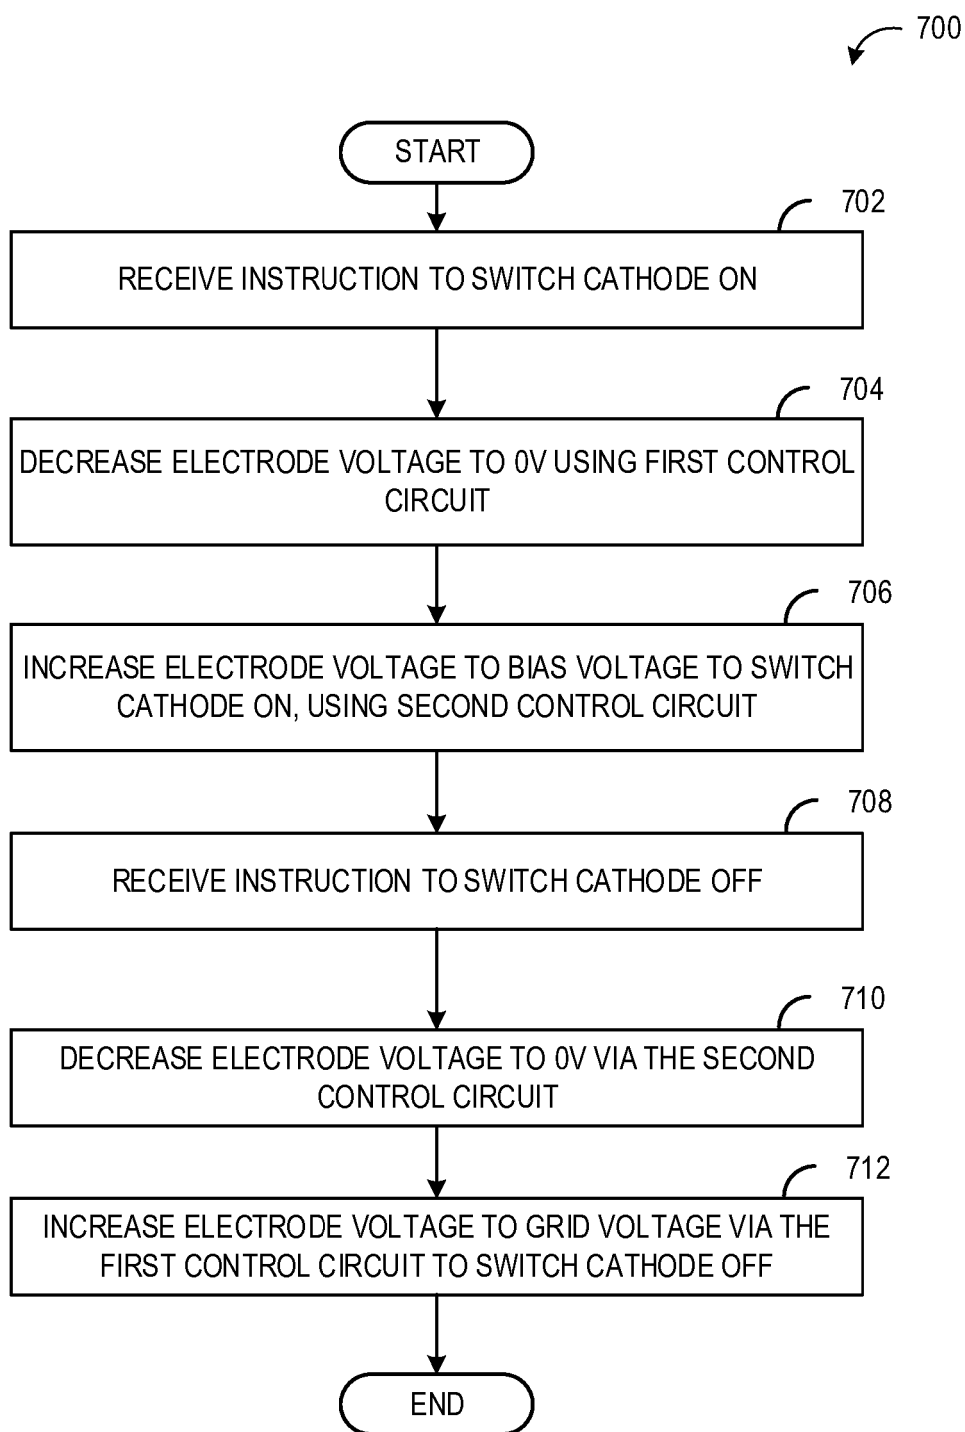 700
START
702
RECEIVE INSTRUCTION TO SWITCH CATHODE ON
704
DECREASE ELECTRODE VOLTAGE TO 0V USING FIRST CONTROL
CIRCUIT
706
INCREASE ELECTRODE VOLTAGE TO BIAS VOLTAGE TO SWITCH
CATHODE ON, USING SECOND CONTROL CIRCUIT
708
RECEIVE INSTRUCTION TO SWITCH CATHODE OFF
710
DECREASE ELECTRODE VOLTAGE TO 0V VIA THE SECOND
CONTROL CIRCUIT
712
INCREASE ELECTRODE VOLTAGE TO GRID VOLTAGE VIA THE
FIRST CONTROL CIRCUIT TO SWITCH CATHODE OFF
END